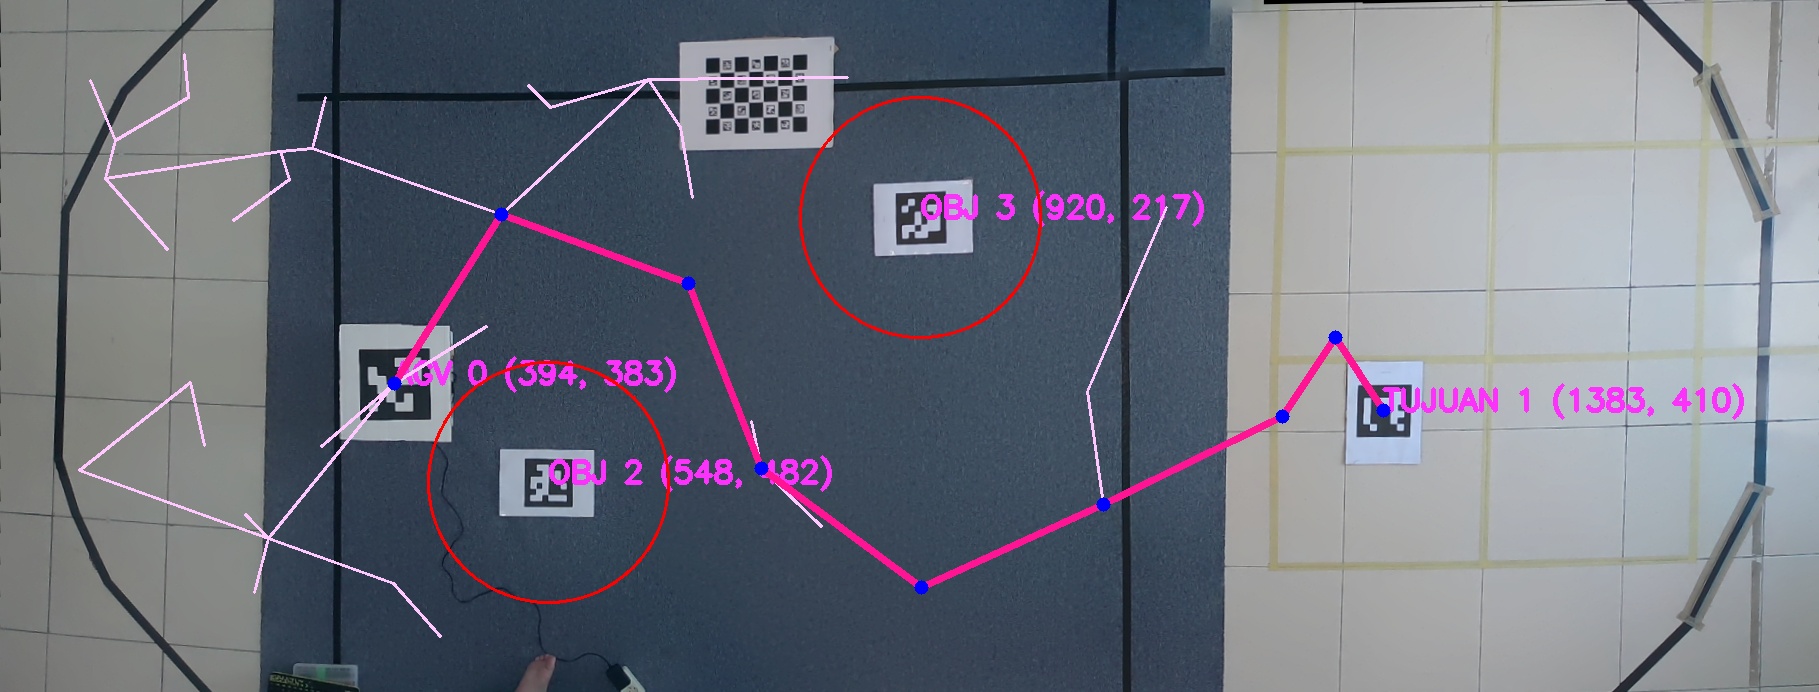 OBJ 3 (920, 217)
AGV 0 (394, 383)
TUJUAN 1 (1383, 410)
OBJ 2 (548, 482)